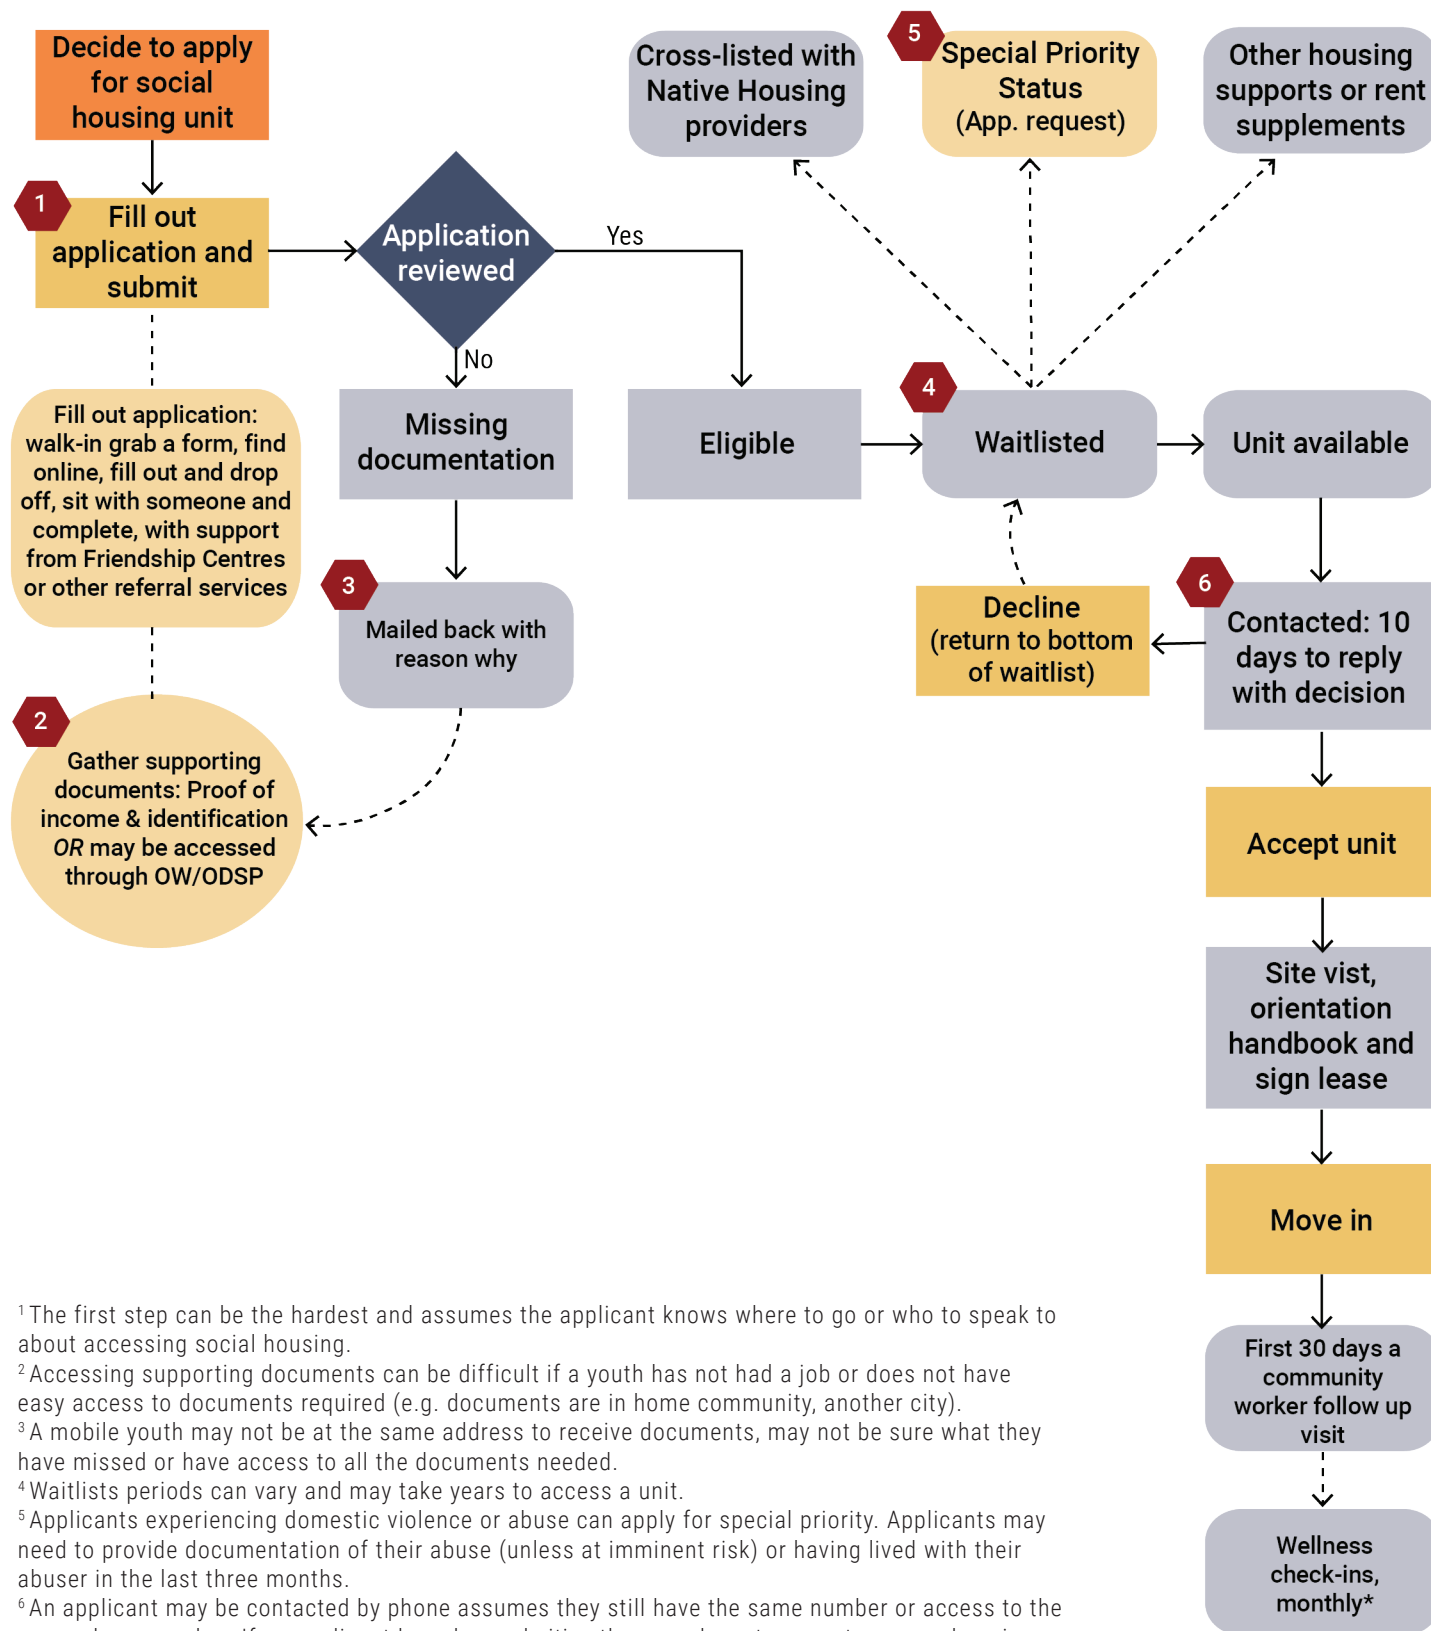 Decide to apply
for social
housing unit
1
Fill out
application and
submit
Fill out application:
walk-in grab a form, find
online, fill out and drop
off, sit with someone and
complete, with support
from Friendship Centres
or other referral services
2
Gather supporting
documents: Proof of
income & identification
OR may be accessed
through OW/ODSP
Application
reviewed
Yes
No
Missing
documentation
3
Mailed back with
reason why
Eligible
4
Waitlisted
Cross-listed with
Native Housing
providers
5
Special Priority
Status
(App. request)
Other housing
supports or rent
supplements
Unit available
6
Contacted: 10
days to reply
with decision
Decline
(return to bottom
of waitlist)
Accept unit
Site vist,
orientation
handbook and
sign lease
Move in
First 30 days a
community
worker follow up
visit
Wellness
check-ins,
monthly*
1 The first step can be the hardest and assumes the applicant knows where to go or who to speak to
about accessing social housing.
2 Accessing supporting documents can be difficult if a youth has not had a job or does not have
easy access to documents required (e.g. documents are in home community, another city).
3 A mobile youth may not be at the same address to receive documents, may not be sure what they
have missed or have access to all the documents needed.
4 Waitlists periods can vary and may take years to access a unit.
5 Applicants experiencing domestic violence or abuse can apply for special priority. Applicants may
need to provide documentation of their abuse (unless at imminent risk) or having lived with their
abuser in the last three months.
6 An applicant may be contacted by phone assumes they still have the same number or access to the